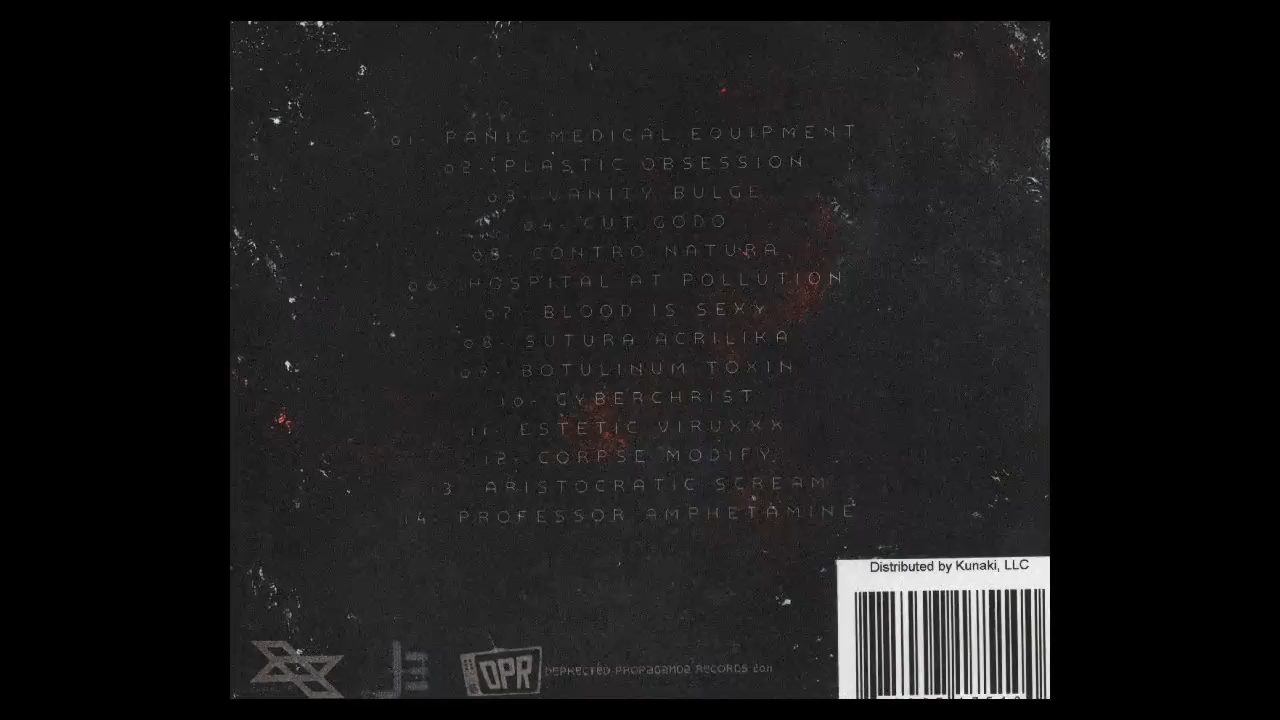 01- PANIC MEDICAL EQUIPMENT
02- PLASTIC OBSESSION
03- VANITY BULGE
04- CUT GODO
05- CONTRO NATURA
06- HOSPITAL AT POLLUTION
07- BLOOD IS SEXY
08- SUTURA ACRILIKA
09- BOTULINUM TOXIN
10- CYBERCHRIST
11- ESTETIC VIRUXXX
12- CORPSE MODIFY
3- ARISTOCRATIC SCREAM
14- PROFESSOR AMPHETAMINE
Distributed by Kunaki, LLC
DPR
PROPAGANDA RECORDS 2011